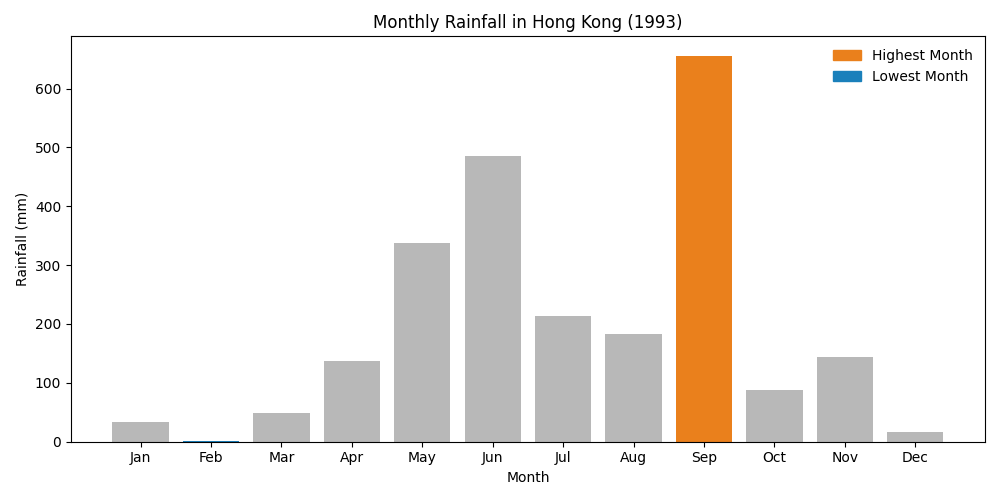 Monthly Rainfall in Hong Kong (1993)
Highest Month
Lowest Month
Rainfall (mm)
600
500
400
300
200
100
0
Jan Feb Mar Apr May Jun Jul Aug Sep Oct Nov Dec
Month